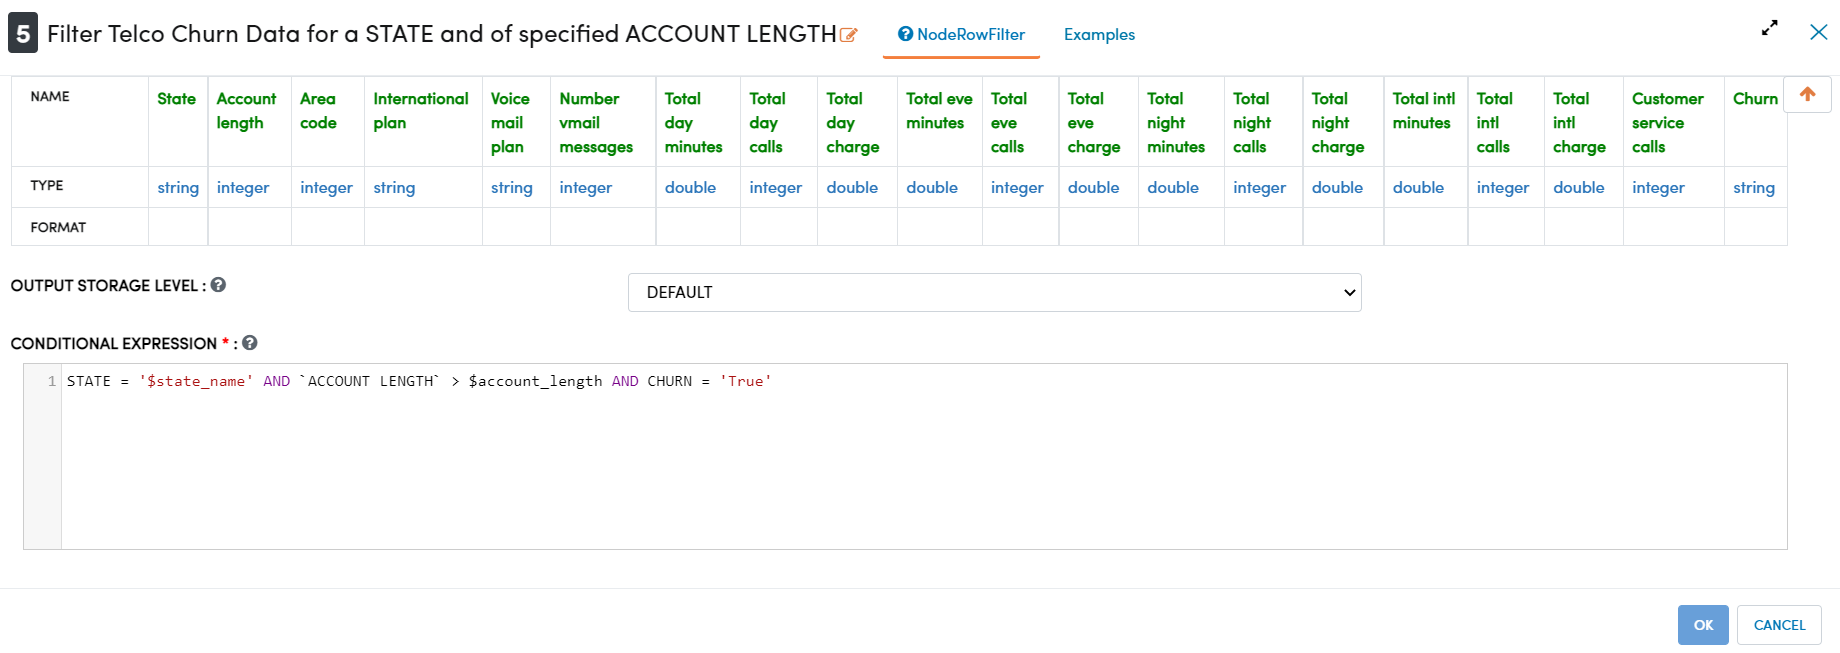 5 Filter Telco Churn Data for a STATE and of specified ACCOUNT LENGTH
? NodeRowFilter
Examples
NAME State Account length Area code International plan Voice mail plan Number vmail messages Total day minutes Total day calls Total day charge Total eve minutes Total eve calls Total eve charge Total night minutes Total night calls Total night charge Total intl minutes Total intl calls Total intl charge Customer service calls Churn
TYPE string integer integer string string integer double integer double double integer double double integer double double integer double integer string
FORMAT
OUTPUT STORAGE LEVEL : ?
DEFAULT
CONDITIONAL EXPRESSION * : ?
1 STATE = '$state_name' AND `ACCOUNT LENGTH` > $account_length AND CHURN = 'True'
OK CANCEL